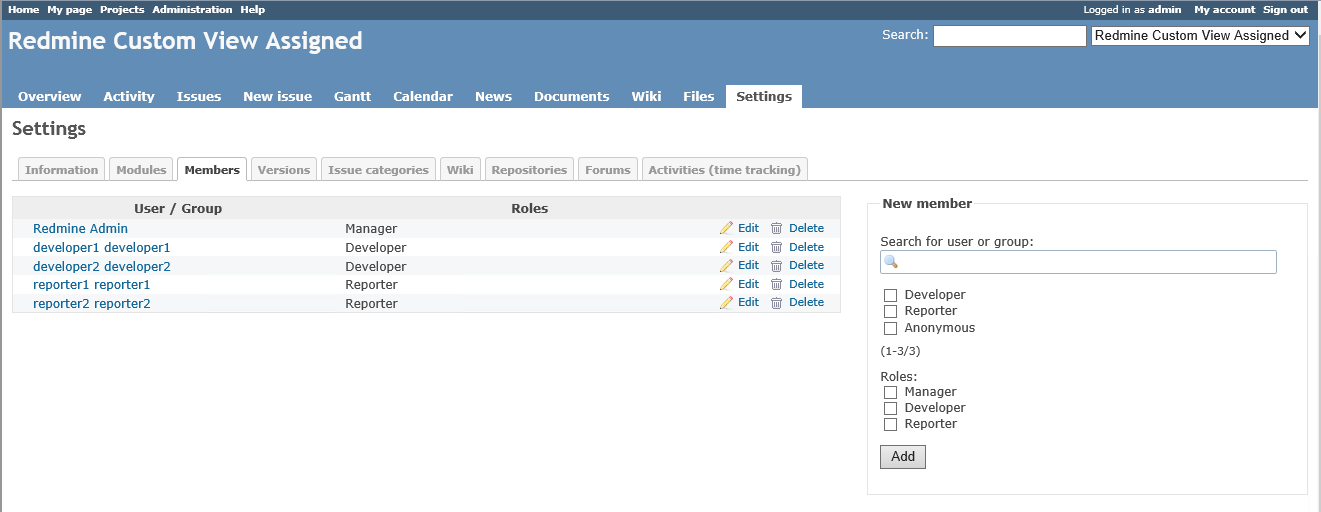 Home My page Projects Administration Help Logged in as admin My account Sign out
Redmine Custom View Assigned Search: Redmine Custom View Assigned
Overview Activity Issues New issue Gantt Calendar News Documents Wiki Files Settings
Settings
Information Modules Members Versions Issue categories Wiki Repositories Forums Activities (time tracking)
User / Group Roles
Redmine Admin Manager Edit Delete
developer1 developer1 Developer Edit Delete
developer2 developer2 Developer Edit Delete
reporter1 reporter1 Reporter Edit Delete
reporter2 reporter2 Reporter Edit Delete
New member
Search for user or group:
Developer
Reporter
Anonymous
(1-3/3)
Roles:
Manager
Developer
Reporter
Add